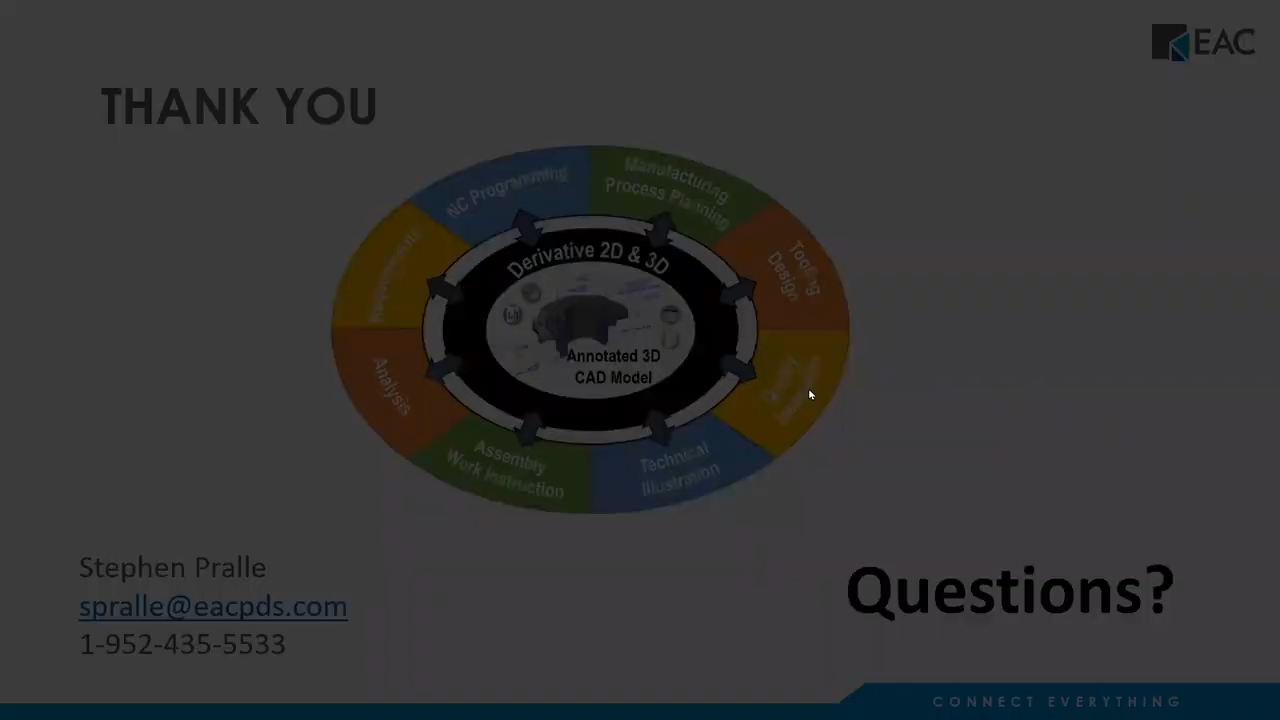 EAC
THANK YOU
NC Programming
Manufacturing
Process Planning
Tooling
Design
Derivative 2D & 3D
Annotated 3D
CAD Model
Analysis
Assembly
Work Instruction
Technical
Illustration
Stephen Pralle
spralle@eacpds.com
1-952-435-5533
Questions?
CONNECT EVERYTHING